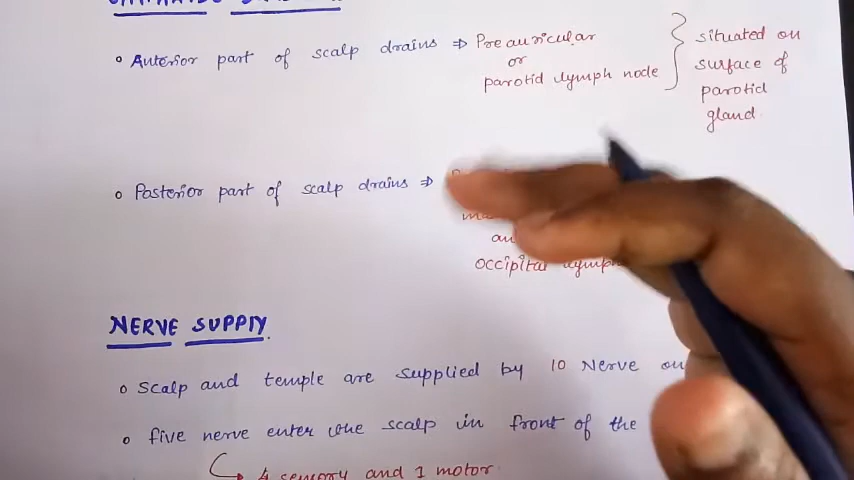 Anterior part of scalp drains ⇒ Preauricular
or
parotid lymph node
situated on
surface of
parotid
gland
Posterior part of scalp drains ⇒
occipital lymph
NERVE SUPPLY
Scalp and temple are supplied by 10 Nerve on
five nerve enter the scalp in front of the
4 sensory and 1 motor